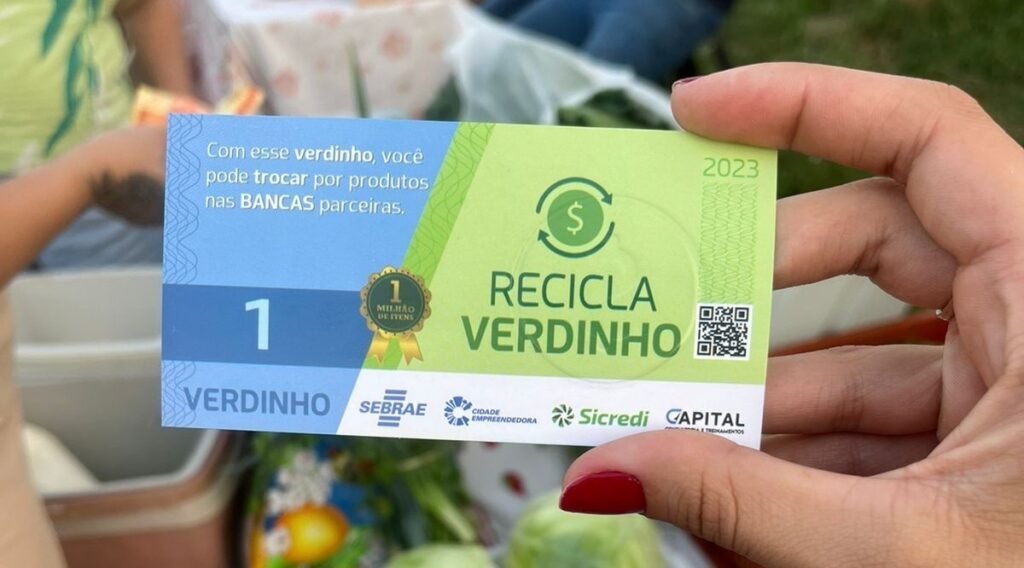 Com esse verdinho, você
pode trocar por produtos
nas BANCAS parceiras.
1
VERDINHO
1
MILHÃO
DE ITENS
2023
$
RECICLA
VERDINHO
SEBRAE
CIDADE
EMPREENDEDORA
Sicredi
CAPITAL